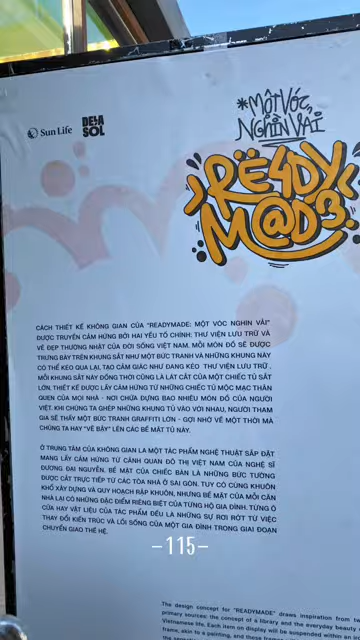 Sun Life
DELA
SOL
*MỘT VÓC,
NGHÌN VẢI
READY
M@D3
CÁCH THIẾT KẾ KHÔNG GIAN CỦA "READYMADE: MỘT VÓC NGHÌN VẢI"
ĐƯỢC TRUYỀN CẢM HỨNG BỞI HAI YẾU TỐ CHÍNH: THƯ VIỆN LƯU TRỮ VÀ
VẺ ĐẸP THƯỜNG NHẬT CỦA ĐỜI SỐNG VIỆT NAM. MỖI MÓN ĐỒ SẼ ĐƯỢC
TRƯNG BÀY TRÊN KHUNG SẮT NHƯ MỘT BỨC TRANH VÀ NHỮNG KHUNG NÀY
CÓ THỂ KÉO QUA LẠI, TẠO CẢM GIÁC NHƯ ĐANG KÉO THƯ VIỆN LƯU TRỮ .
MỖI KHUNG SẮT NÀY ĐỒNG THỜI CŨNG LÀ LÁT CẮT CỦA MỘT CHIẾC TỦ SẮT
LỚN. THIẾT KẾ ĐƯỢC LẤY CẢM HỨNG TỪ NHỮNG CHIẾC TỦ MỘC MẠC THÂN
QUEN CỦA MỌI NHÀ - NƠI CHỨA ĐỰNG BAO NHIÊU MÓN ĐỒ CỦA NGƯỜI
VIỆT. KHI CHÚNG TA GHÉP NHỮNG KHUNG TỦ VÀO VỚI NHAU, NGƯỜI THAM
GIA SẼ THẤY MỘT BỨC TRANH GRAFFITI LỚN - GỢI NHỚ VỀ MỘT THỜI MÀ
CHÚNG TA HAY "VẼ BẬY" LÊN CÁC BỀ MẶT TỦ NÀY.
Ở TRUNG TÂM CỦA KHÔNG GIAN LÀ MỘT TÁC PHẨM NGHỆ THUẬT SẮP ĐẶT
MANG LẤY CẢM HỨNG TỪ CẢNH QUAN ĐÔ THỊ VIỆT NAM CỦA NGHỆ SĨ
DƯƠNG ĐẠI NGUYÊN. BỀ MẶT CỦA CHIẾC BÀN LÀ NHỮNG BỨC TƯỜNG
ĐƯỢC CẮT TRỰC TIẾP TỪ CÁC TÒA NHÀ Ở SÀI GÒN. TUY CÓ CÙNG KHUÔN
KHỔ XÂY DỰNG VÀ QUY HOẠCH RẬP KHUÔN, NHƯNG BỀ MẶT CỦA MỖI CĂN
NHÀ LẠI CÓ NHỮNG ĐẶC ĐIỂM RIÊNG BIỆT CỦA TỪNG HỘ GIA ĐÌNH. TỪNG Ô
CỬA HAY VẬT LIỆU CỦA TÁC PHẨM ĐỀU LÀ NHỮNG SỰ RƠI RỚT TỪ VIỆC
THAY ĐỔI KIẾN TRÚC VÀ LỐI SỐNG CỦA MỘT GIA ĐÌNH TRONG GIAI ĐOẠN
CHUYỂN GIAO THẾ HỆ.
–115–
The design concept for "READYMADE" draws inspiration from
primary sources: the concept of a library and the everyday beauty
Vietnamese life. Each item on display will be suspended within an
frame, akin to a painting, and these frames